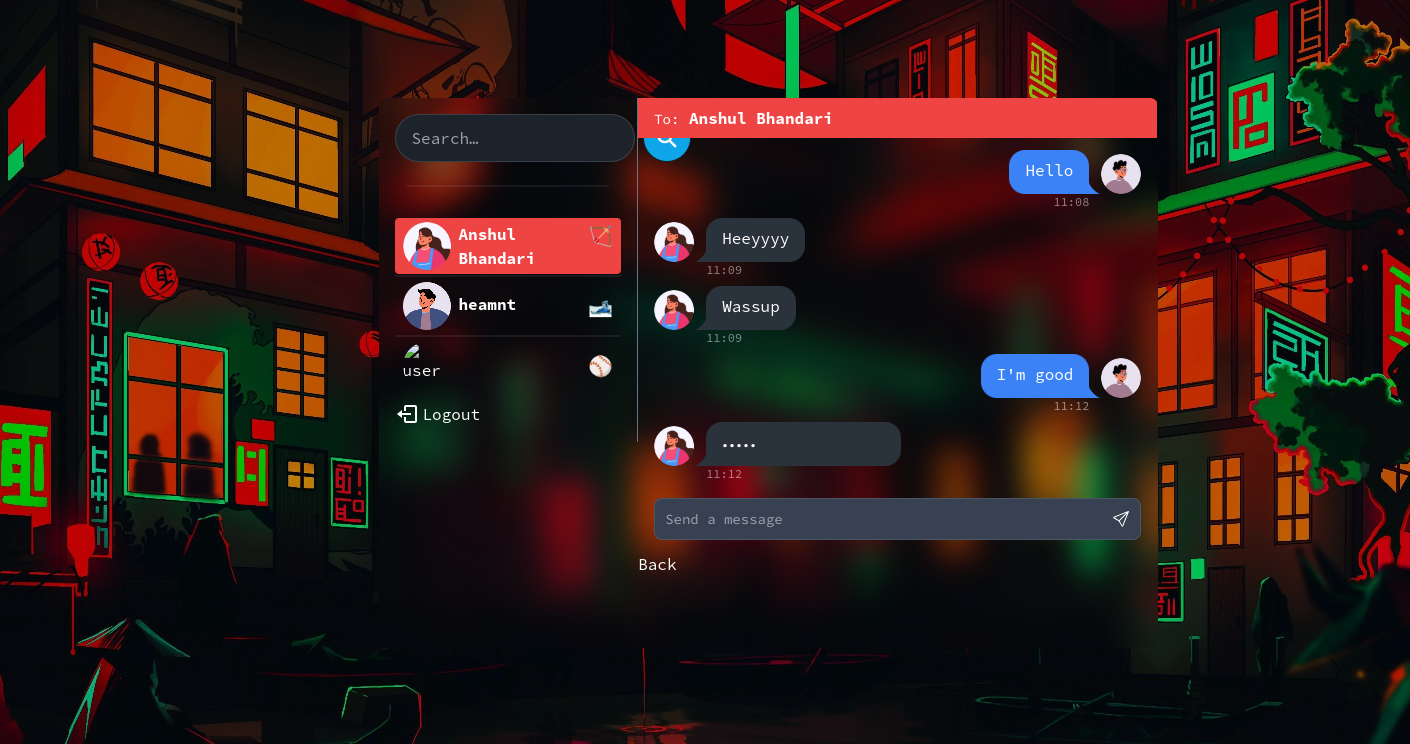 Search…
Anshul
Bhandari
heamnt
user
Logout
To: Anshul Bhandari
Hello
11:08
Heeyyyy
11:09
Wassup
11:09
I'm good
11:12
.....
11:12
Send a message
Back